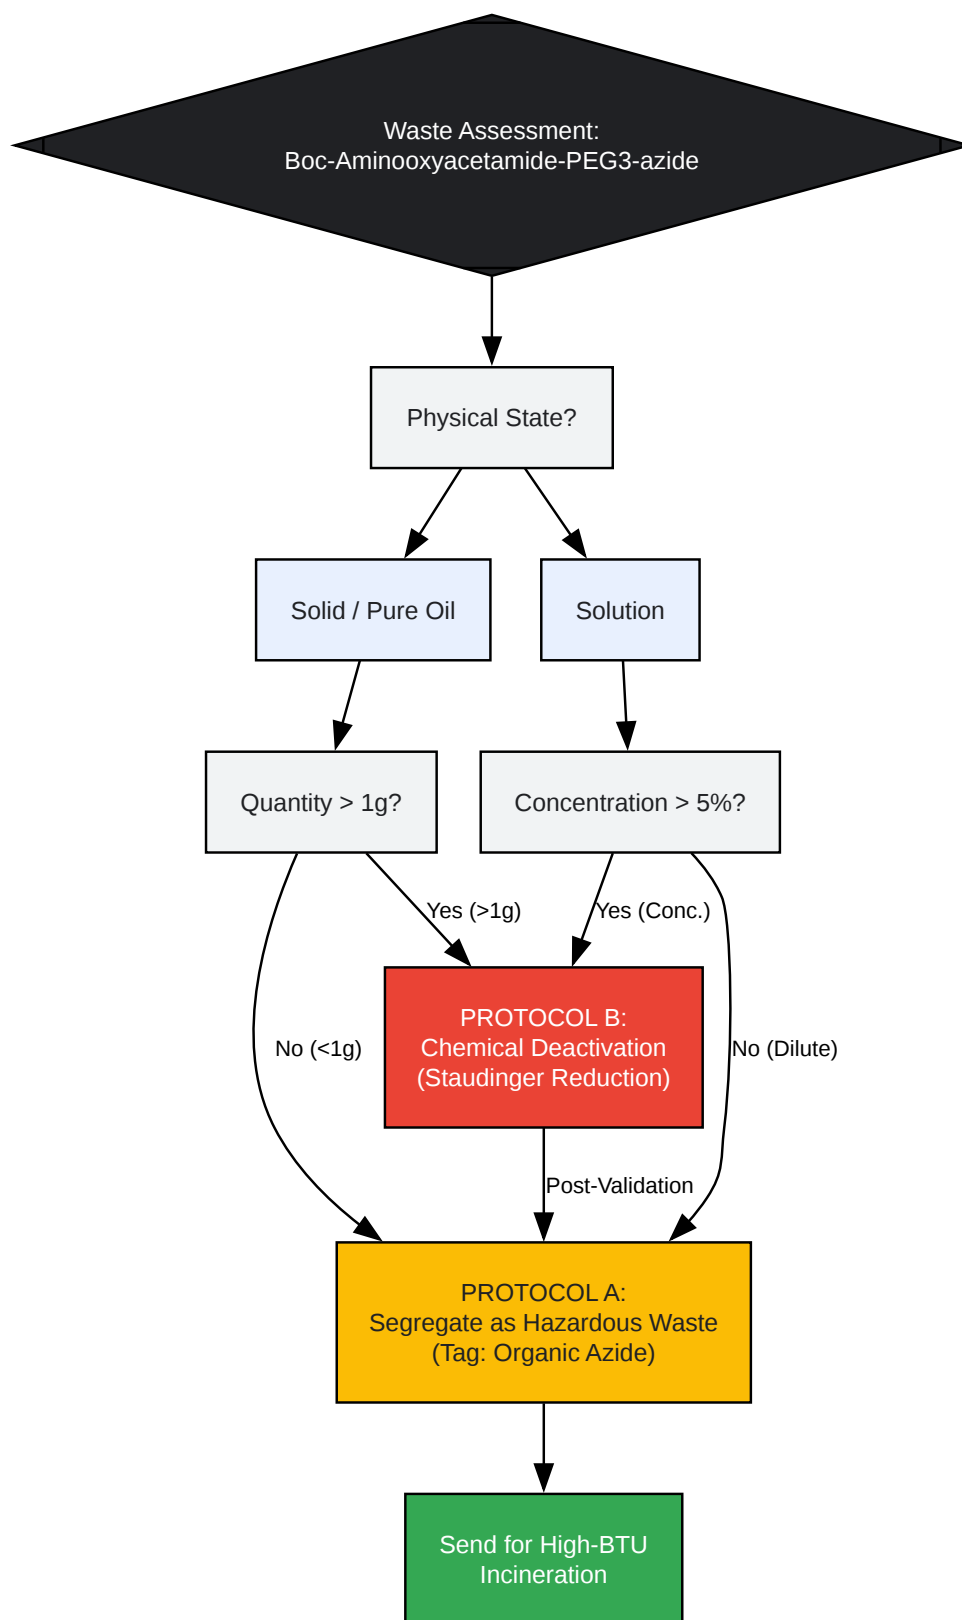 Waste Assessment:
Boc-Aminooxyacetamide-PEG3-azide
Physical State?
Solid / Pure Oil
Solution
Quantity > 1g?
Concentration > 5%?
Yes (>1g)
Yes (Conc.)
PROTOCOL B:
Chemical Deactivation
(Staudinger Reduction)
No (<1g)
No (Dilute)
Post-Validation
PROTOCOL A:
Segregate as Hazardous Waste
(Tag: Organic Azide)
Send for High-BTU
Incineration